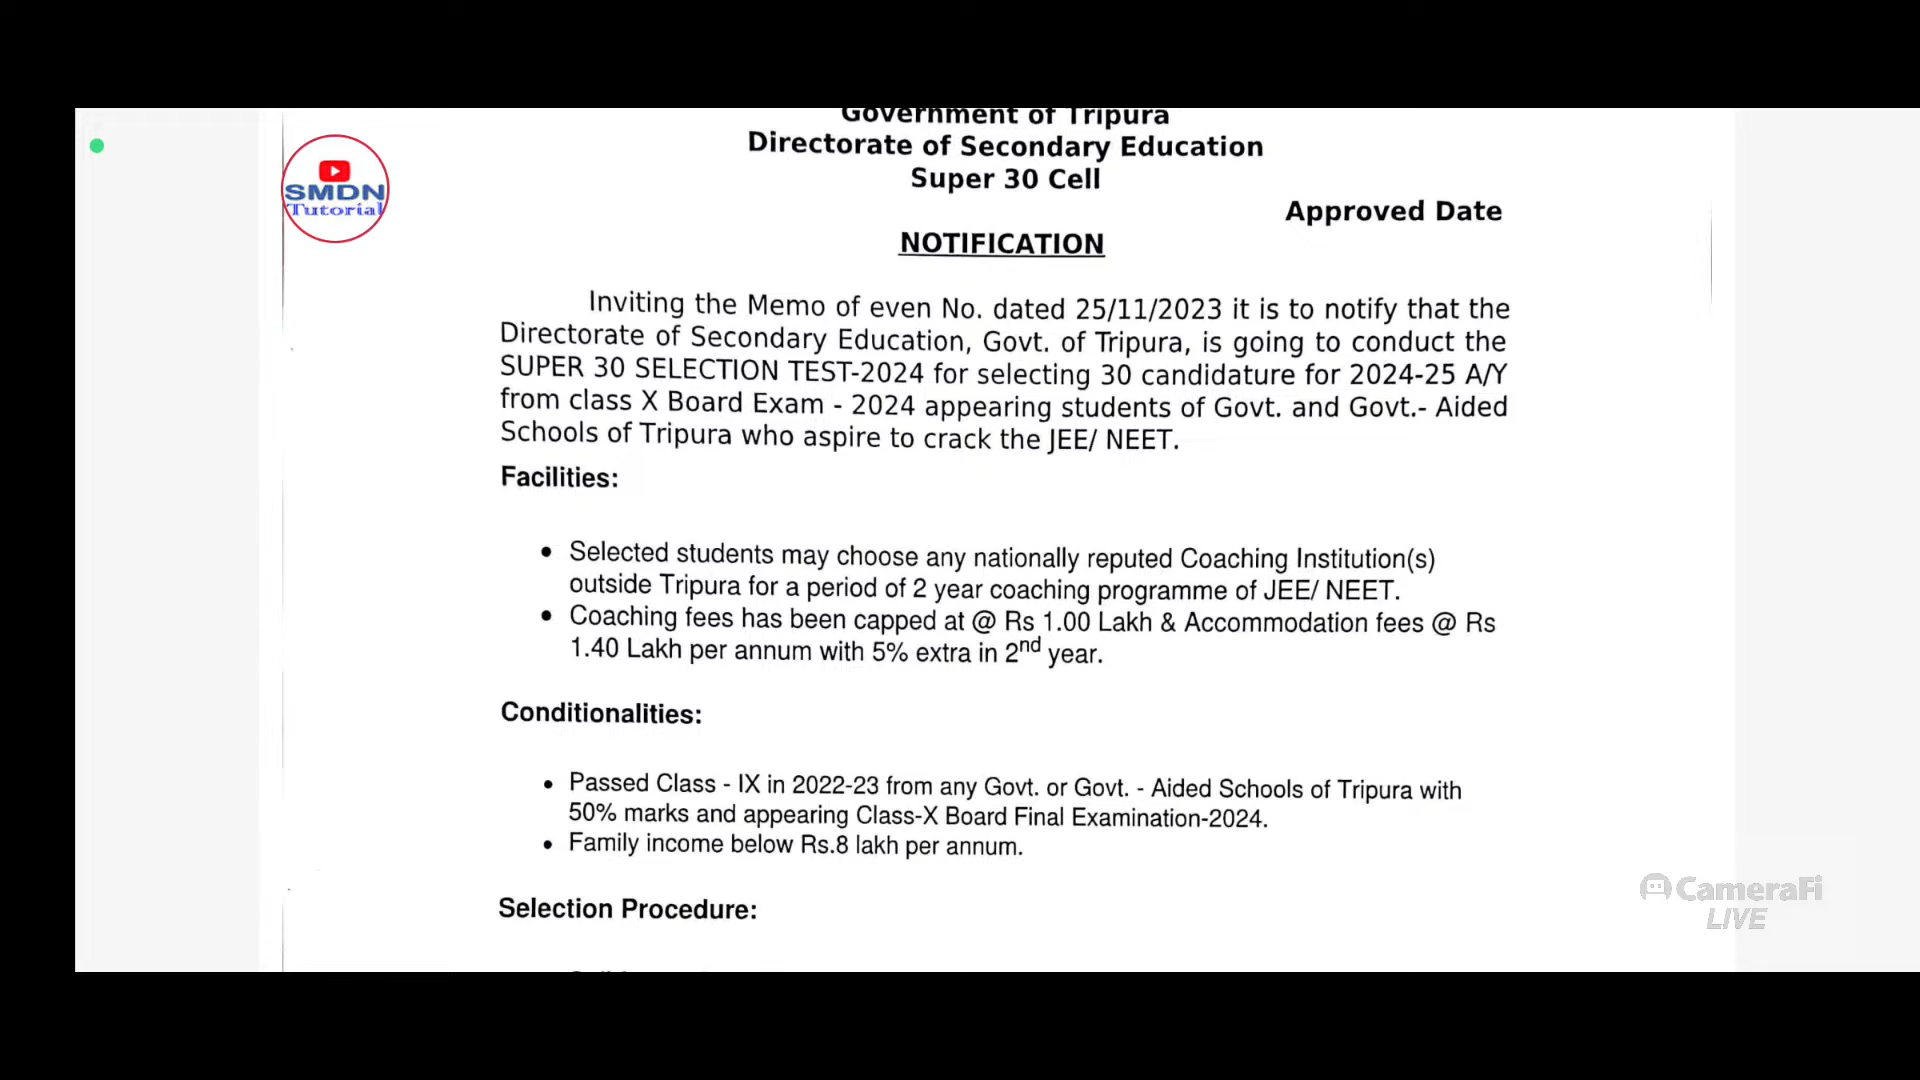 Government of Tripura
Directorate of Secondary Education
Super 30 Cell
SMDN
Tutorial
Approved Date
NOTIFICATION
Inviting the Memo of even No. dated 25/11/2023 it is to notify that the
Directorate of Secondary Education, Govt. of Tripura, is going to conduct the
SUPER 30 SELECTION TEST-2024 for selecting 30 candidature for 2024-25 A/Y
from class X Board Exam - 2024 appearing students of Govt. and Govt.- Aided
Schools of Tripura who aspire to crack the JEE/ NEET.
Facilities:
• Selected students may choose any nationally reputed Coaching Institution(s)
outside Tripura for a period of 2 year coaching programme of JEE/ NEET.
• Coaching fees has been capped at @ Rs 1.00 Lakh & Accommodation fees @ Rs
1.40 Lakh per annum with 5% extra in 2nd year.
Conditionalities:
• Passed Class - IX in 2022-23 from any Govt. or Govt. - Aided Schools of Tripura with
50% marks and appearing Class-X Board Final Examination-2024.
• Family income below Rs.8 lakh per annum.
Selection Procedure:
CameraFi
LIVE